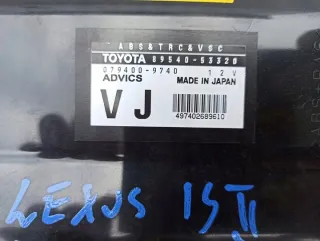 ABS&TRC&VSC
TOYOTA 89540-53320
079400-9740 12V
ADVICS MADE IN JAPAN
VJ
497402689610
LEXUS IS II